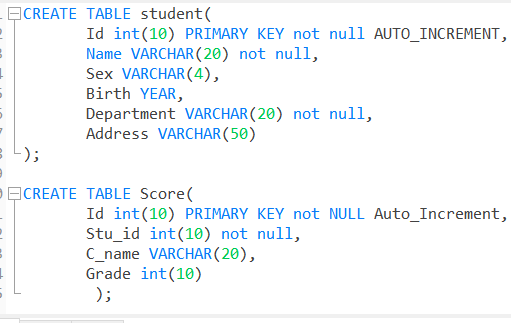 CREATE TABLE student(
Id int(10) PRIMARY KEY not null AUTO_INCREMENT,
Name VARCHAR(20) not null,
Sex VARCHAR(4),
Birth YEAR,
Department VARCHAR(20) not null,
Address VARCHAR(50)
);
CREATE TABLE Score(
Id int(10) PRIMARY KEY not NULL Auto_Increment,
Stu_id int(10) not null,
C_name VARCHAR(20),
Grade int(10)
);